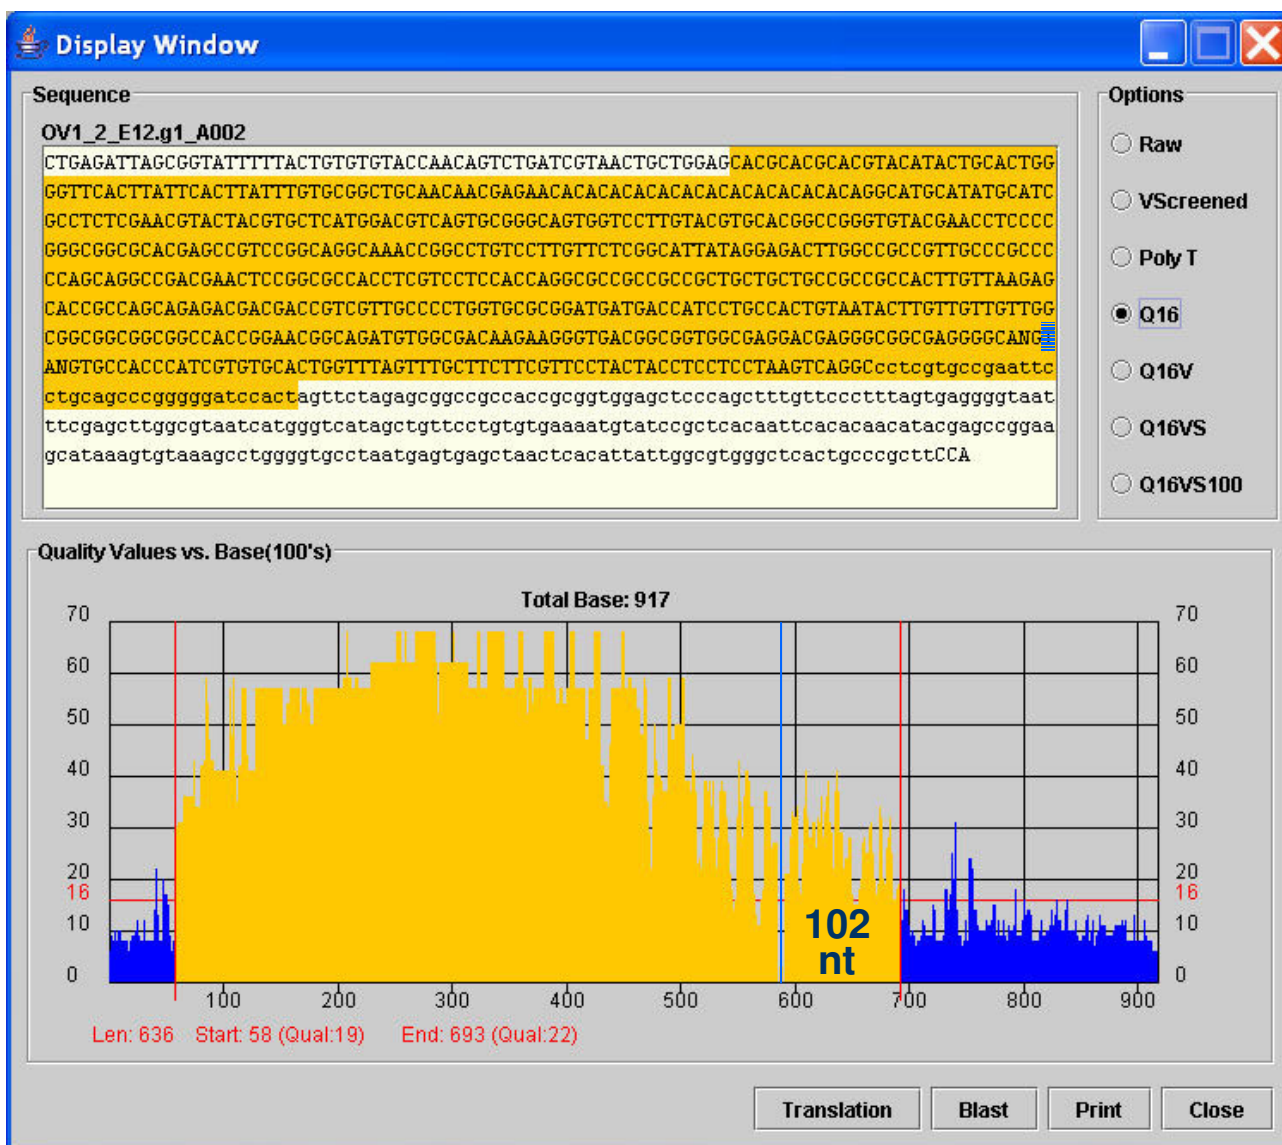 Display Window
Sequence
OV1_2_E12.g1_A002
CTGAGATTAGCGGTATTTTTACTGTGTGTACCAACAGTCTGATCGTAACTGCTGGAGCACGCACGCACGTACATACTGCACTGG
GGTTCACTTATTCACTTATTTGTGCGGCTGCAACAACGAGAACACACACACACACACACACACACACAGGCATGCATATGCATC
GCCTCTCGAACGTACTACGTGCTCATGGACGTCAGTGCGGGCAGTGGTCCTTGTACGTGCACGGCCGGGTGTACGAACCTCCCC
GGGCGGCGCACGAGCCGTCCGGCAGGCAAACCGGCCTGTCCTTGTTCTCGGCATTATAGGAGACTTGGCCGCCGTTGCCCGCCC
CCAGCAGGCCGACGAACTCCGGCGCCACCTCGTCCTCCACCAGGCGCCGCCGCCGCTGCTGCTGCCGCCGCCACTTGTTAAGAG
CACCGCCAGCAGAGACGACGACCGTCGTTGCCCCTGGTGCGCGGATGATGACCATCCTGCCACTGTAATACTTGTTGTTGTTGG
CGGCGGCGGCGGCCACCGGAACGGCAGATGTGGCGACAAGAAGGGTGACGGCGGTGGCGAGGACGAGGGCGGCGAGGGGCANGT
ANGTGCCACCCATCGTGTGCACTGGTTTAGTTTGCTTCTTCGTTCCTACTACCTCCTCCTAAGTCAGGCcctcgtgccgaattc
ctgcagcccgggggatccactagttctagagcggccgccaccgcggtggagctcccagctttgttccctttagtgaggggtaat
ttcgagcttggcgtaatcatgggtcatagctgttcctgtgtgaaaatgtatccgctcacaattcacacaacatacgagccggaa
gcataaagtgtaaagcctggggtgcctaatgagtgagctaactcacattattggcgtgggctcactgcccgcttCCA
Options
Raw
VScreened
Poly T
Q16
Q16V
Q16VS
Q16VS100
Quality Values vs. Base(100's)
Total Base: 917
70 70
60 60
50 50
40 40
30 30
20 20
16 16
10 10
0 0
102
nt
100 200 300 400 500 600 700 800 900
Len: 636 Start: 58 (Qual:19) End: 693 (Qual:22)
Translation Blast Print Close